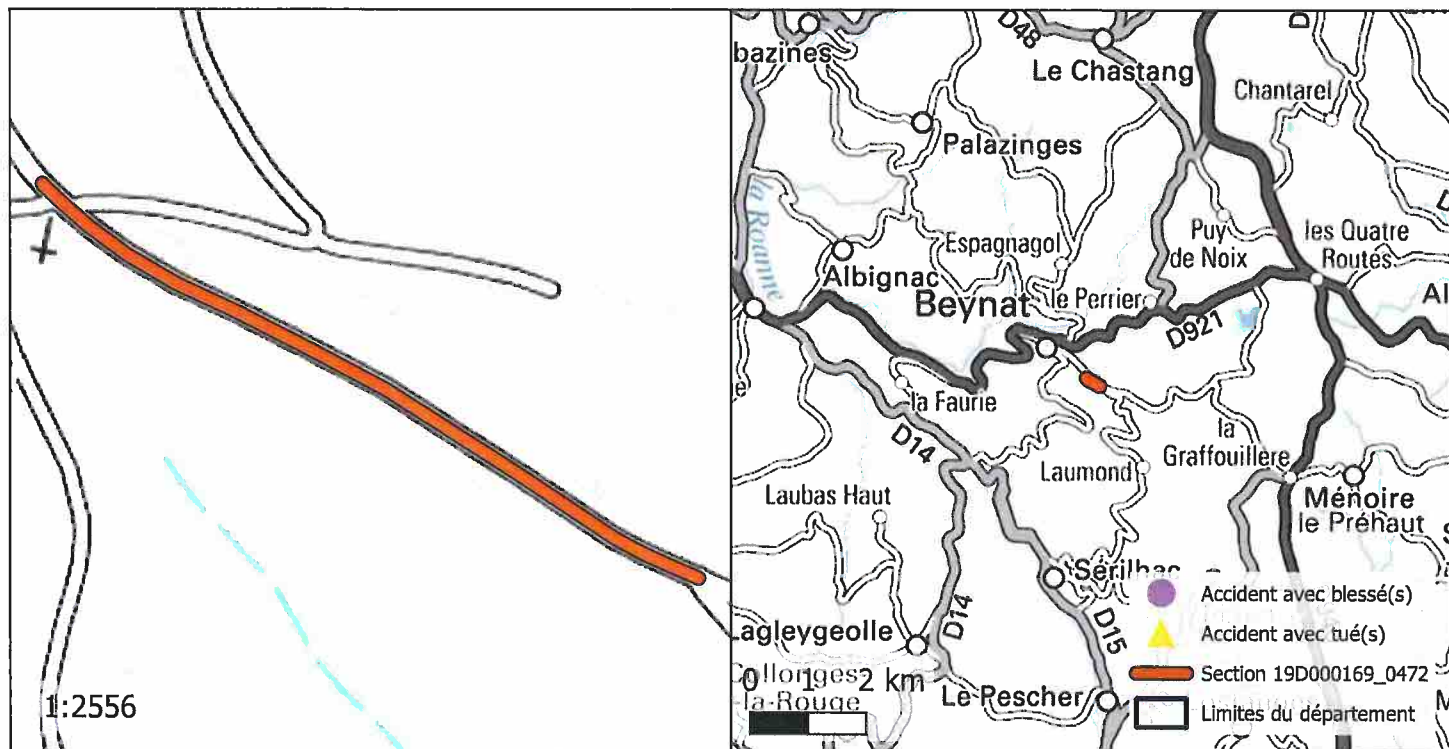 1:2556
D48
D
bazines
Le Chastang
Chantarel
Palazinges
la Roanne
Puy
de Noix
les Quatre
Routes
Espagnagol
Albignac
Beynat
le Perrier
Al
D921
la Faurie
la
Graffouillère
D14
Laumond
Laubas Haut
Ménoire
le Préhaut
Sérilhac
D14
D15
Lagleygeolle
Collonges-
-la-Rouge
0 1 2 km
Le Pescher
Accident avec blessé(s)
Accident avec tué(s)
Section 19D000169_0472
Limites du département